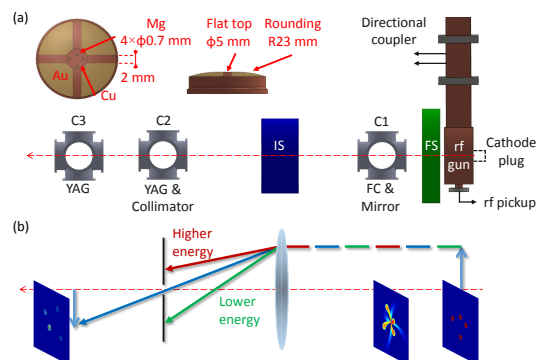 (a)
Mg
4×ϕ0.7 mm
Au
2 mm
Cu
Flat top
ϕ5 mm
Rounding
R23 mm
Directional
coupler
C3
C2
IS
C1
FS
rf
gun
Cathode
plug
YAG
YAG &
Collimator
FC &
Mirror
rf pickup
(b)
Higher
energy
Lower
energy